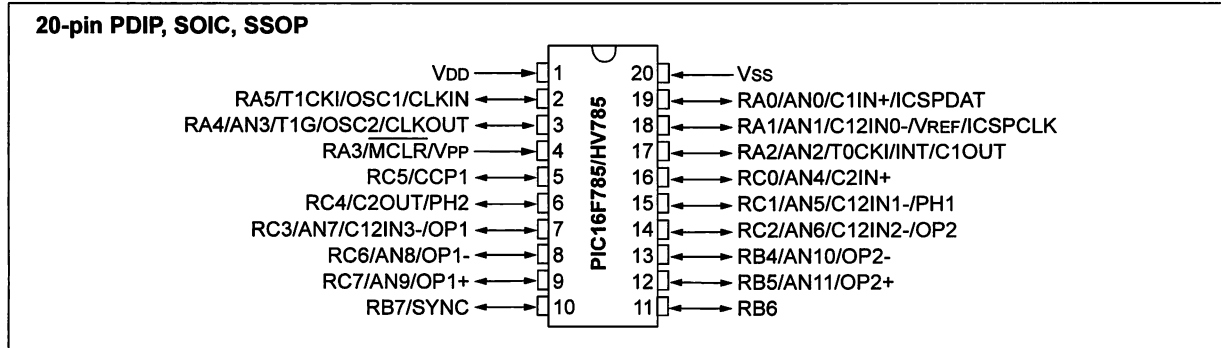 20-pin PDIP, SOIC, SSOP
VDD 1 20 VSS
RA5/T1CKI/OSC1/CLKIN 2 19 RA0/AN0/C1IN+/ICSPDAT
RA4/AN3/T1G/OSC2/CLKOUT 3 18 RA1/AN1/C12IN0-/VREF/ICSPCLK
RA3/MCLR/VPP 4 17 RA2/AN2/T0CKI/INT/C1OUT
RC5/CCP1 5 16 RC0/AN4/C2IN+
RC4/C2OUT/PH2 6 15 RC1/AN5/C12IN1-/PH1
RC3/AN7/C12IN3-/OP1 7 14 RC2/AN6/C12IN2-/OP2
RC6/AN8/OP1- 8 13 RB4/AN10/OP2-
RC7/AN9/OP1+ 9 12 RB5/AN11/OP2+
RB7/SYNC 10 11 RB6
PIC16F785/HV785